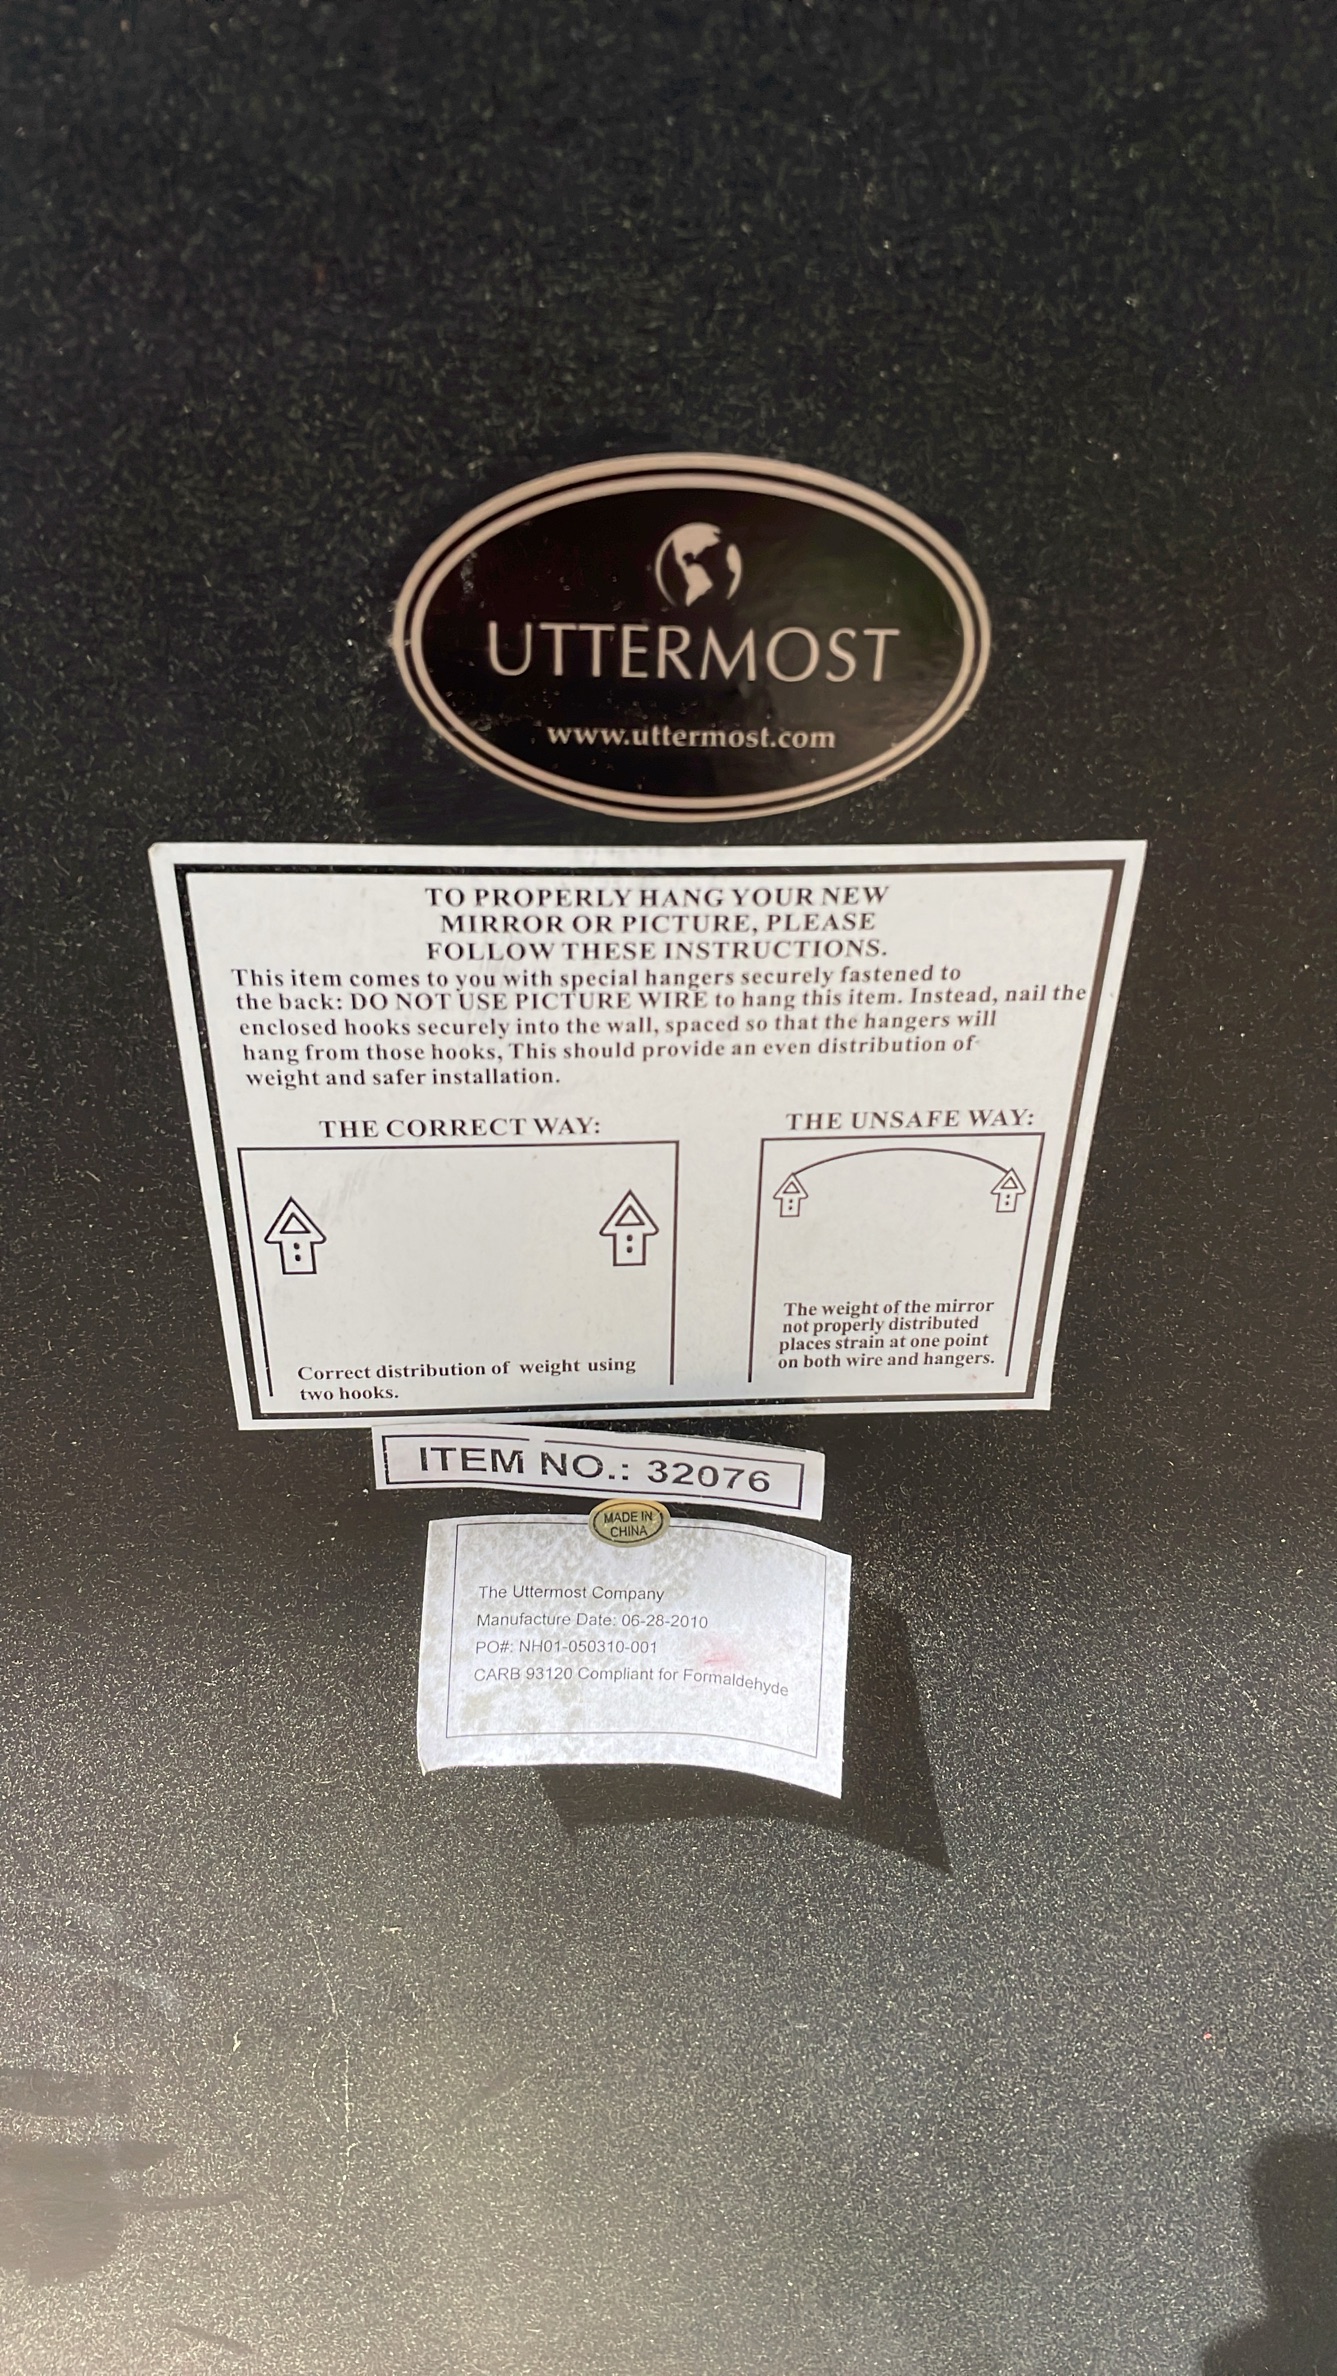 UTTERMOST
www.uttermost.com
TO PROPERLY HANG YOUR NEW
MIRROR OR PICTURE, PLEASE
FOLLOW THESE INSTRUCTIONS.
This item comes to you with special hangers securely fastened to
the back: DO NOT USE PICTURE WIRE to hang this item. Instead, nail the
enclosed hooks securely into the wall, spaced so that the hangers will
hang from those hooks, This should provide an even distribution of
weight and safer installation.
THE CORRECT WAY:
Correct distribution of weight using
two hooks.
THE UNSAFE WAY:
The weight of the mirror
not properly distributed
places strain at one point
on both wire and hangers.
ITEM NO.: 32076
MADE IN
CHINA
The Uttermost Company
Manufacture Date: 06-28-2010
PO#: NH01-050310-001
CARB 93120 Compliant for Formaldehyde